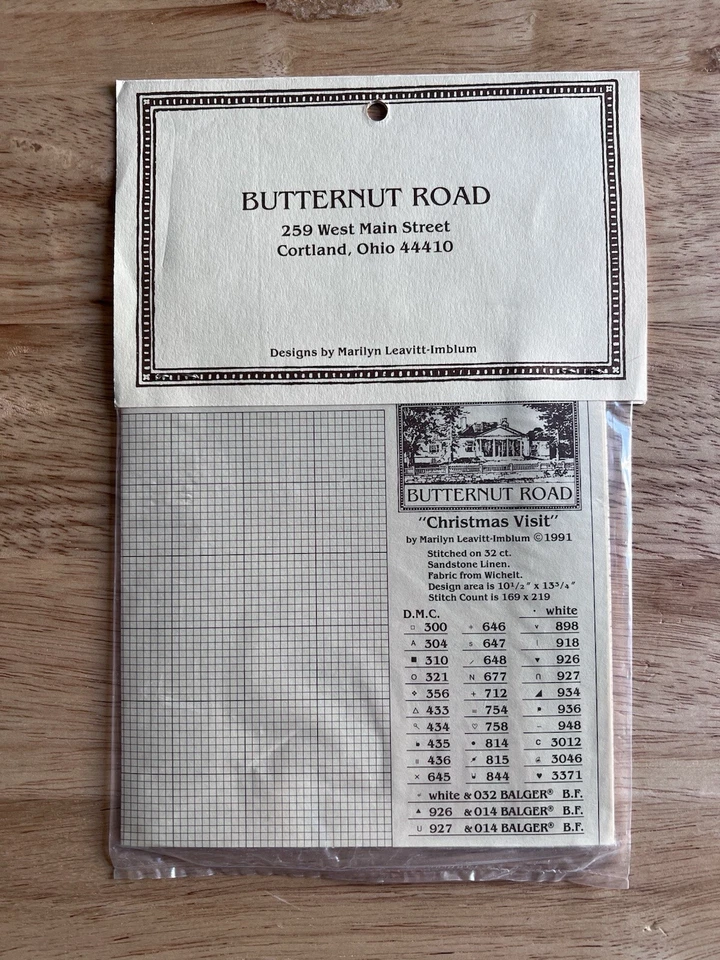 BUTTERNUT ROAD
259 West Main Street
Cortland, Ohio 44410
Designs by Marilyn Leavitt-Imblum
BUTTERNUT ROAD
"Christmas Visit"
by Marilyn Leavitt-Imblum ©1991
Stitched on 32 ct.
Sandstone Linen.
Fabric from Wichelt.
Design area is 10 1/2" x 13 3/4"
Stitch Count is 169 x 219
D.M.C. · white
□ 300 + 646 v 898
A 304 s 647 | 918
■ 310 ⟋ 648 ▼ 926
O 321 N 677 ∩ 927
❖ 356 + 712 ◢ 934
△ 433 = 754 936
434 ♡ 758 – 948
435 • 814 C 3012
॥ 436 815 3046
× 645 844 ♥ 3371
white & 032 BALGER® B.F.
▲ 926 & 014 BALGER® B.F.
U 927 & 014 BALGER® B.F.